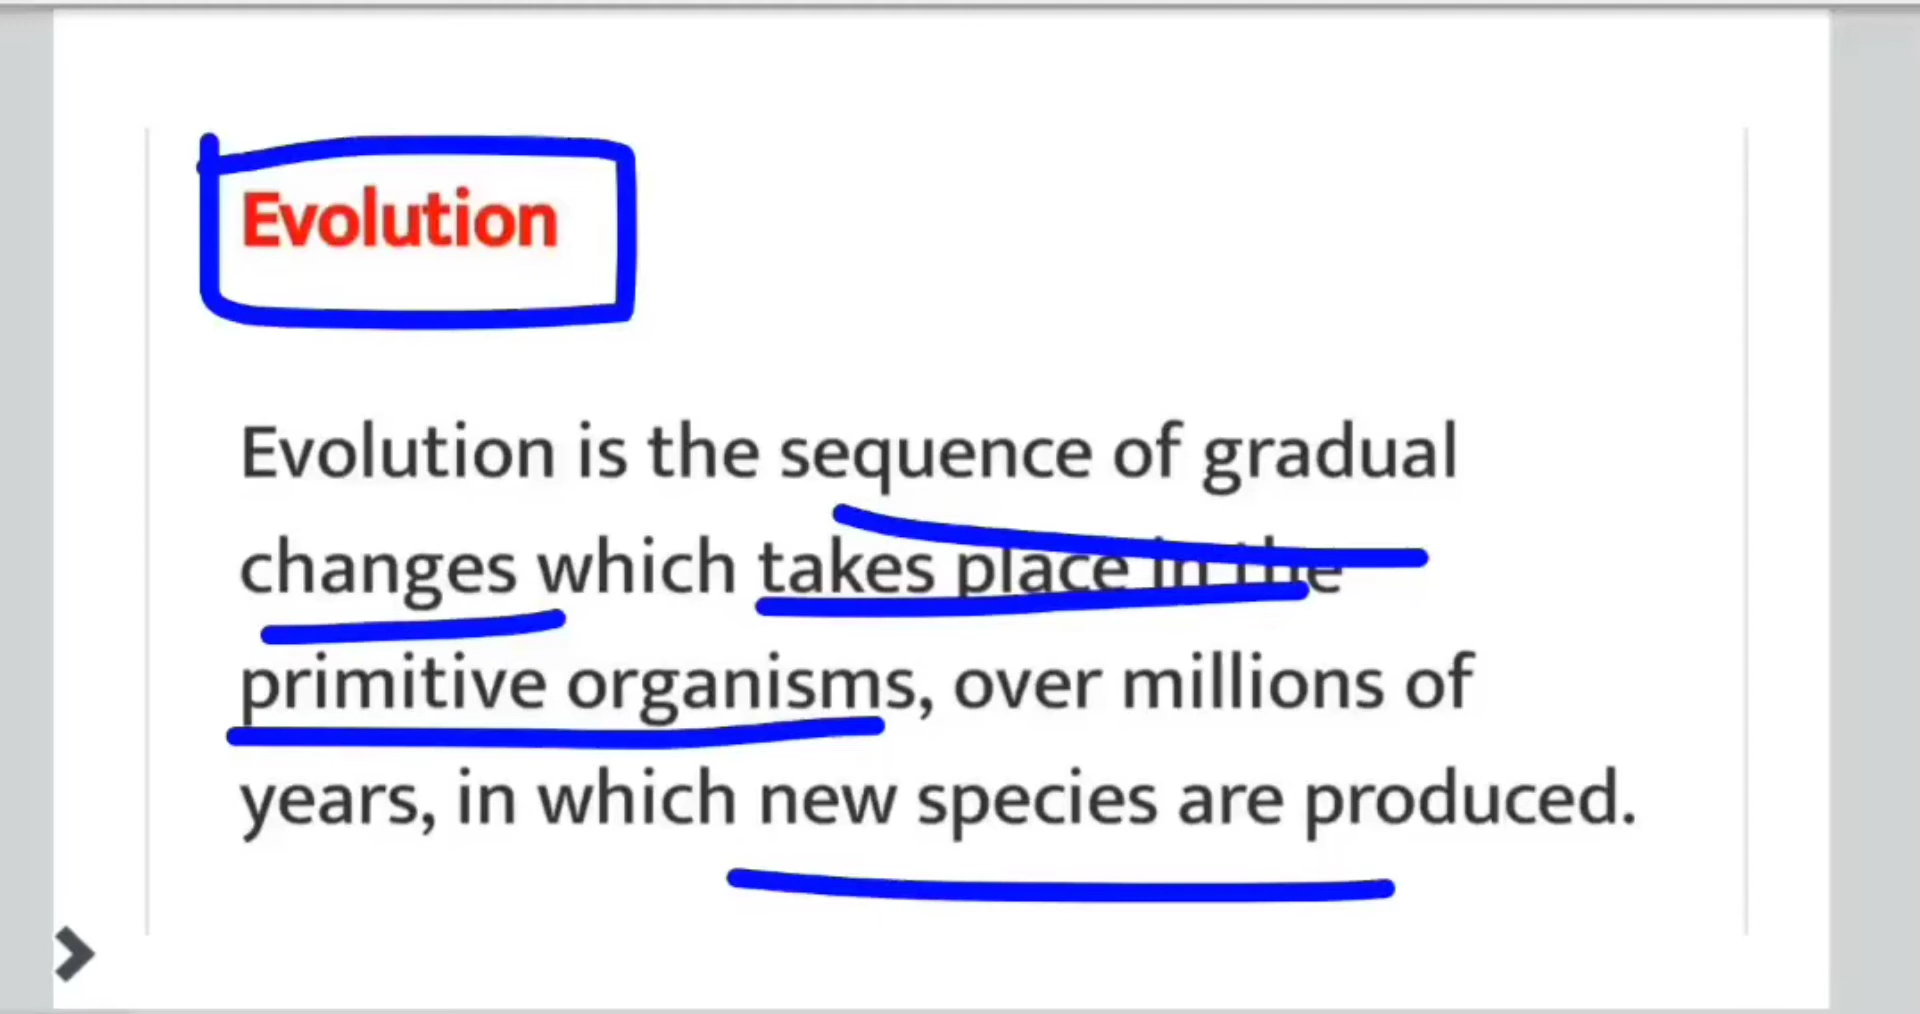 Evolution
Evolution is the sequence of gradual
changes which takes place in the
primitive organisms, over millions of
years, in which new species are produced.